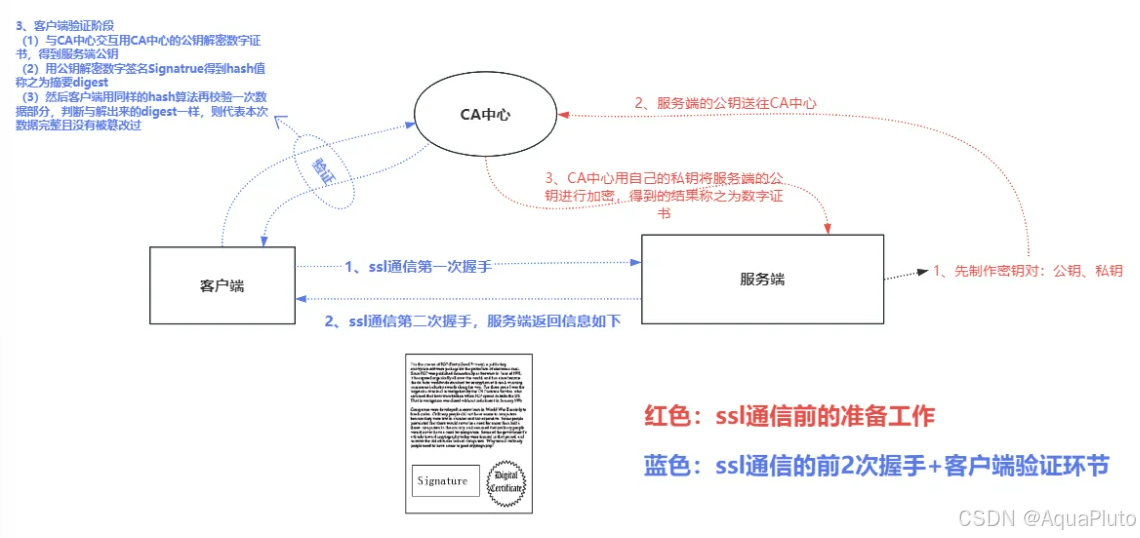 3、客户端验证阶段
（1）与CA中心交互用CA中心的公钥解密数字证
书，得到服务端公钥
（2）用公钥解密数字签名Signatrue得到hash值
称之为摘要digest
（3）然后客户端用同样的hash算法再校验一次数
据部分，判断与解出来的digest一样，则代表本次
数据完整且没有被篡改过
验证
CA中心
2、服务端的公钥送往CA中心
3、CA中心用自己的私钥将服务端的公
钥进行加密，得到的结果称之为数字证
书
客户端
1、ssl通信第一次握手
服务端
1、先制作密钥对：公钥、私钥
2、ssl通信第二次握手，服务端返回信息如下
Signature
Digital
Certificate
红色：ssl通信前的准备工作
蓝色：ssl通信的前2次握手+客户端验证环节
CSDN @AquaPluto